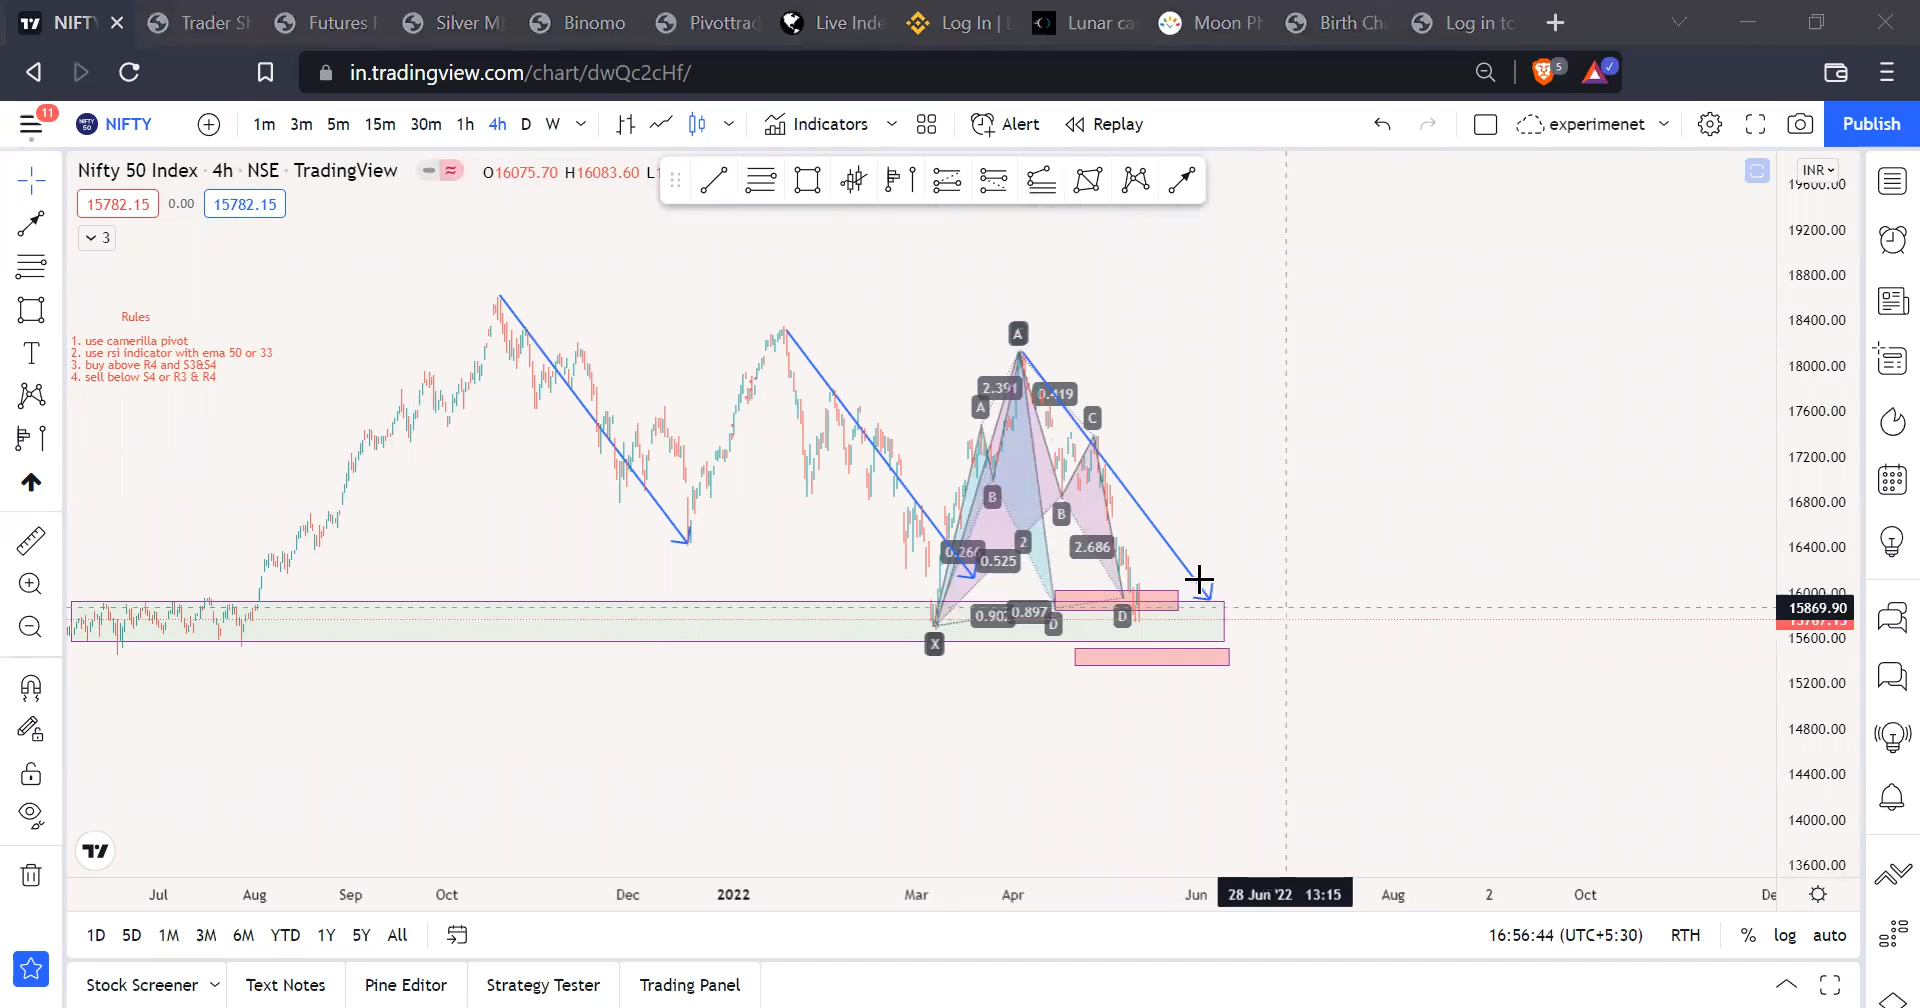 NIFTY
Trader Sh
Futures
Silver M
Binomo
Pivottrad
Live Inde
Log In |
Lunar ca
Moon Ph
Birth Ch
Log in to
in.tradingview.com/chart/dwQc2cHf/
5
11
NIFTY
1m 3m 5m 15m 30m 1h 4h D W
Indicators
Alert
Replay
experimenet
Publish
Nifty 50 Index · 4h · NSE · TradingView
O16075.70 H16083.60 L
15782.15 0.00 15782.15
3
INR
Rules
1. use camerilla pivot
2. use rsi indicator with ema 50 or 33
3. buy above R4 and S3&S4
4. sell below S4 or R3 & R4
A
2.391
0.419
A
C
B
B
2
2.686
0.525
0.897
D
D
X
19600.00
19200.00
18800.00
18400.00
18000.00
17600.00
17200.00
16800.00
16400.00
16000.00
15869.90
15600.00
15200.00
14800.00
14400.00
14000.00
13600.00
Jul Aug Sep Oct Dec 2022 Mar Apr Jun 28 Jun '22 13:15 Aug 2 Oct De
1D 5D 1M 3M 6M YTD 1Y 5Y All
16:56:44 (UTC+5:30) RTH % log auto
Stock Screener Text Notes Pine Editor Strategy Tester Trading Panel